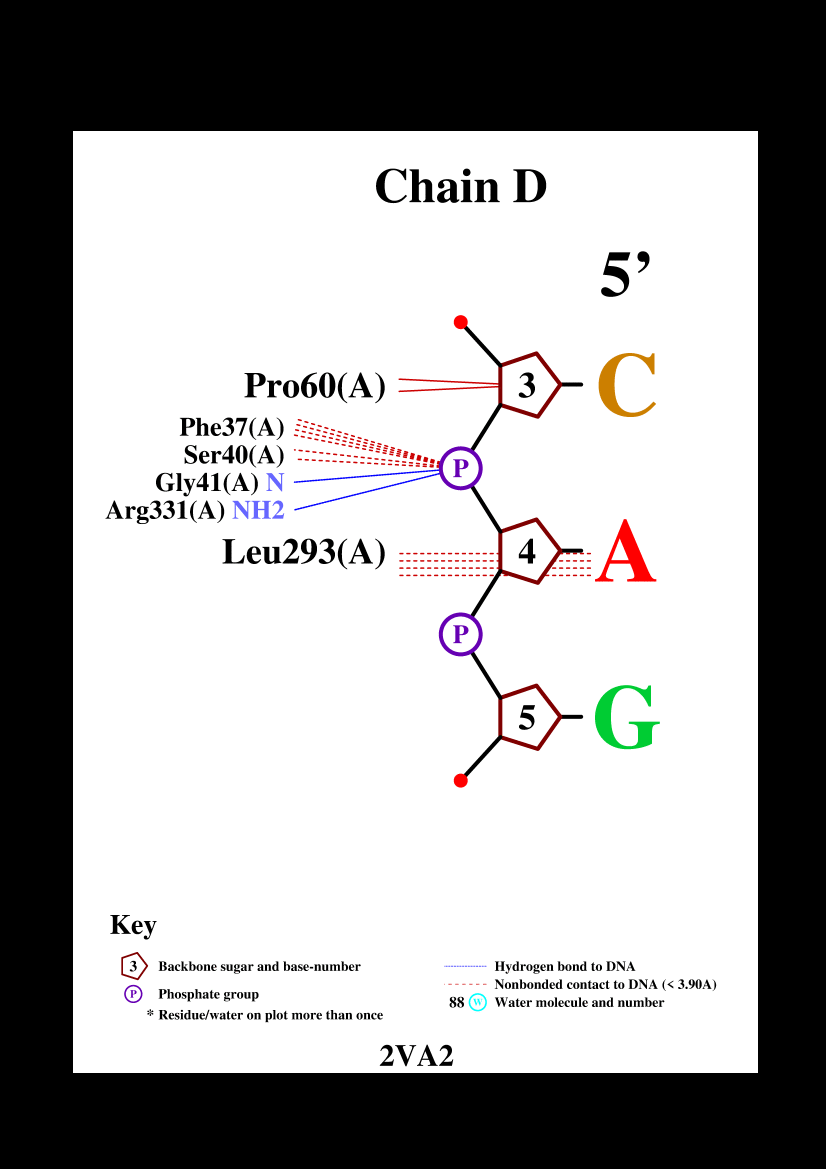 Chain D
5’
Pro60(A)
3
C
Phe37(A)
Ser40(A)
P
Gly41(A) N
Arg331(A) NH2
Leu293(A)
4
A
P
5
G
Key
3 Backbone sugar and base-number
P Phosphate group
* Residue/water on plot more than once
Hydrogen bond to DNA
Nonbonded contact to DNA (< 3.90A)
88 W Water molecule and number
2VA2